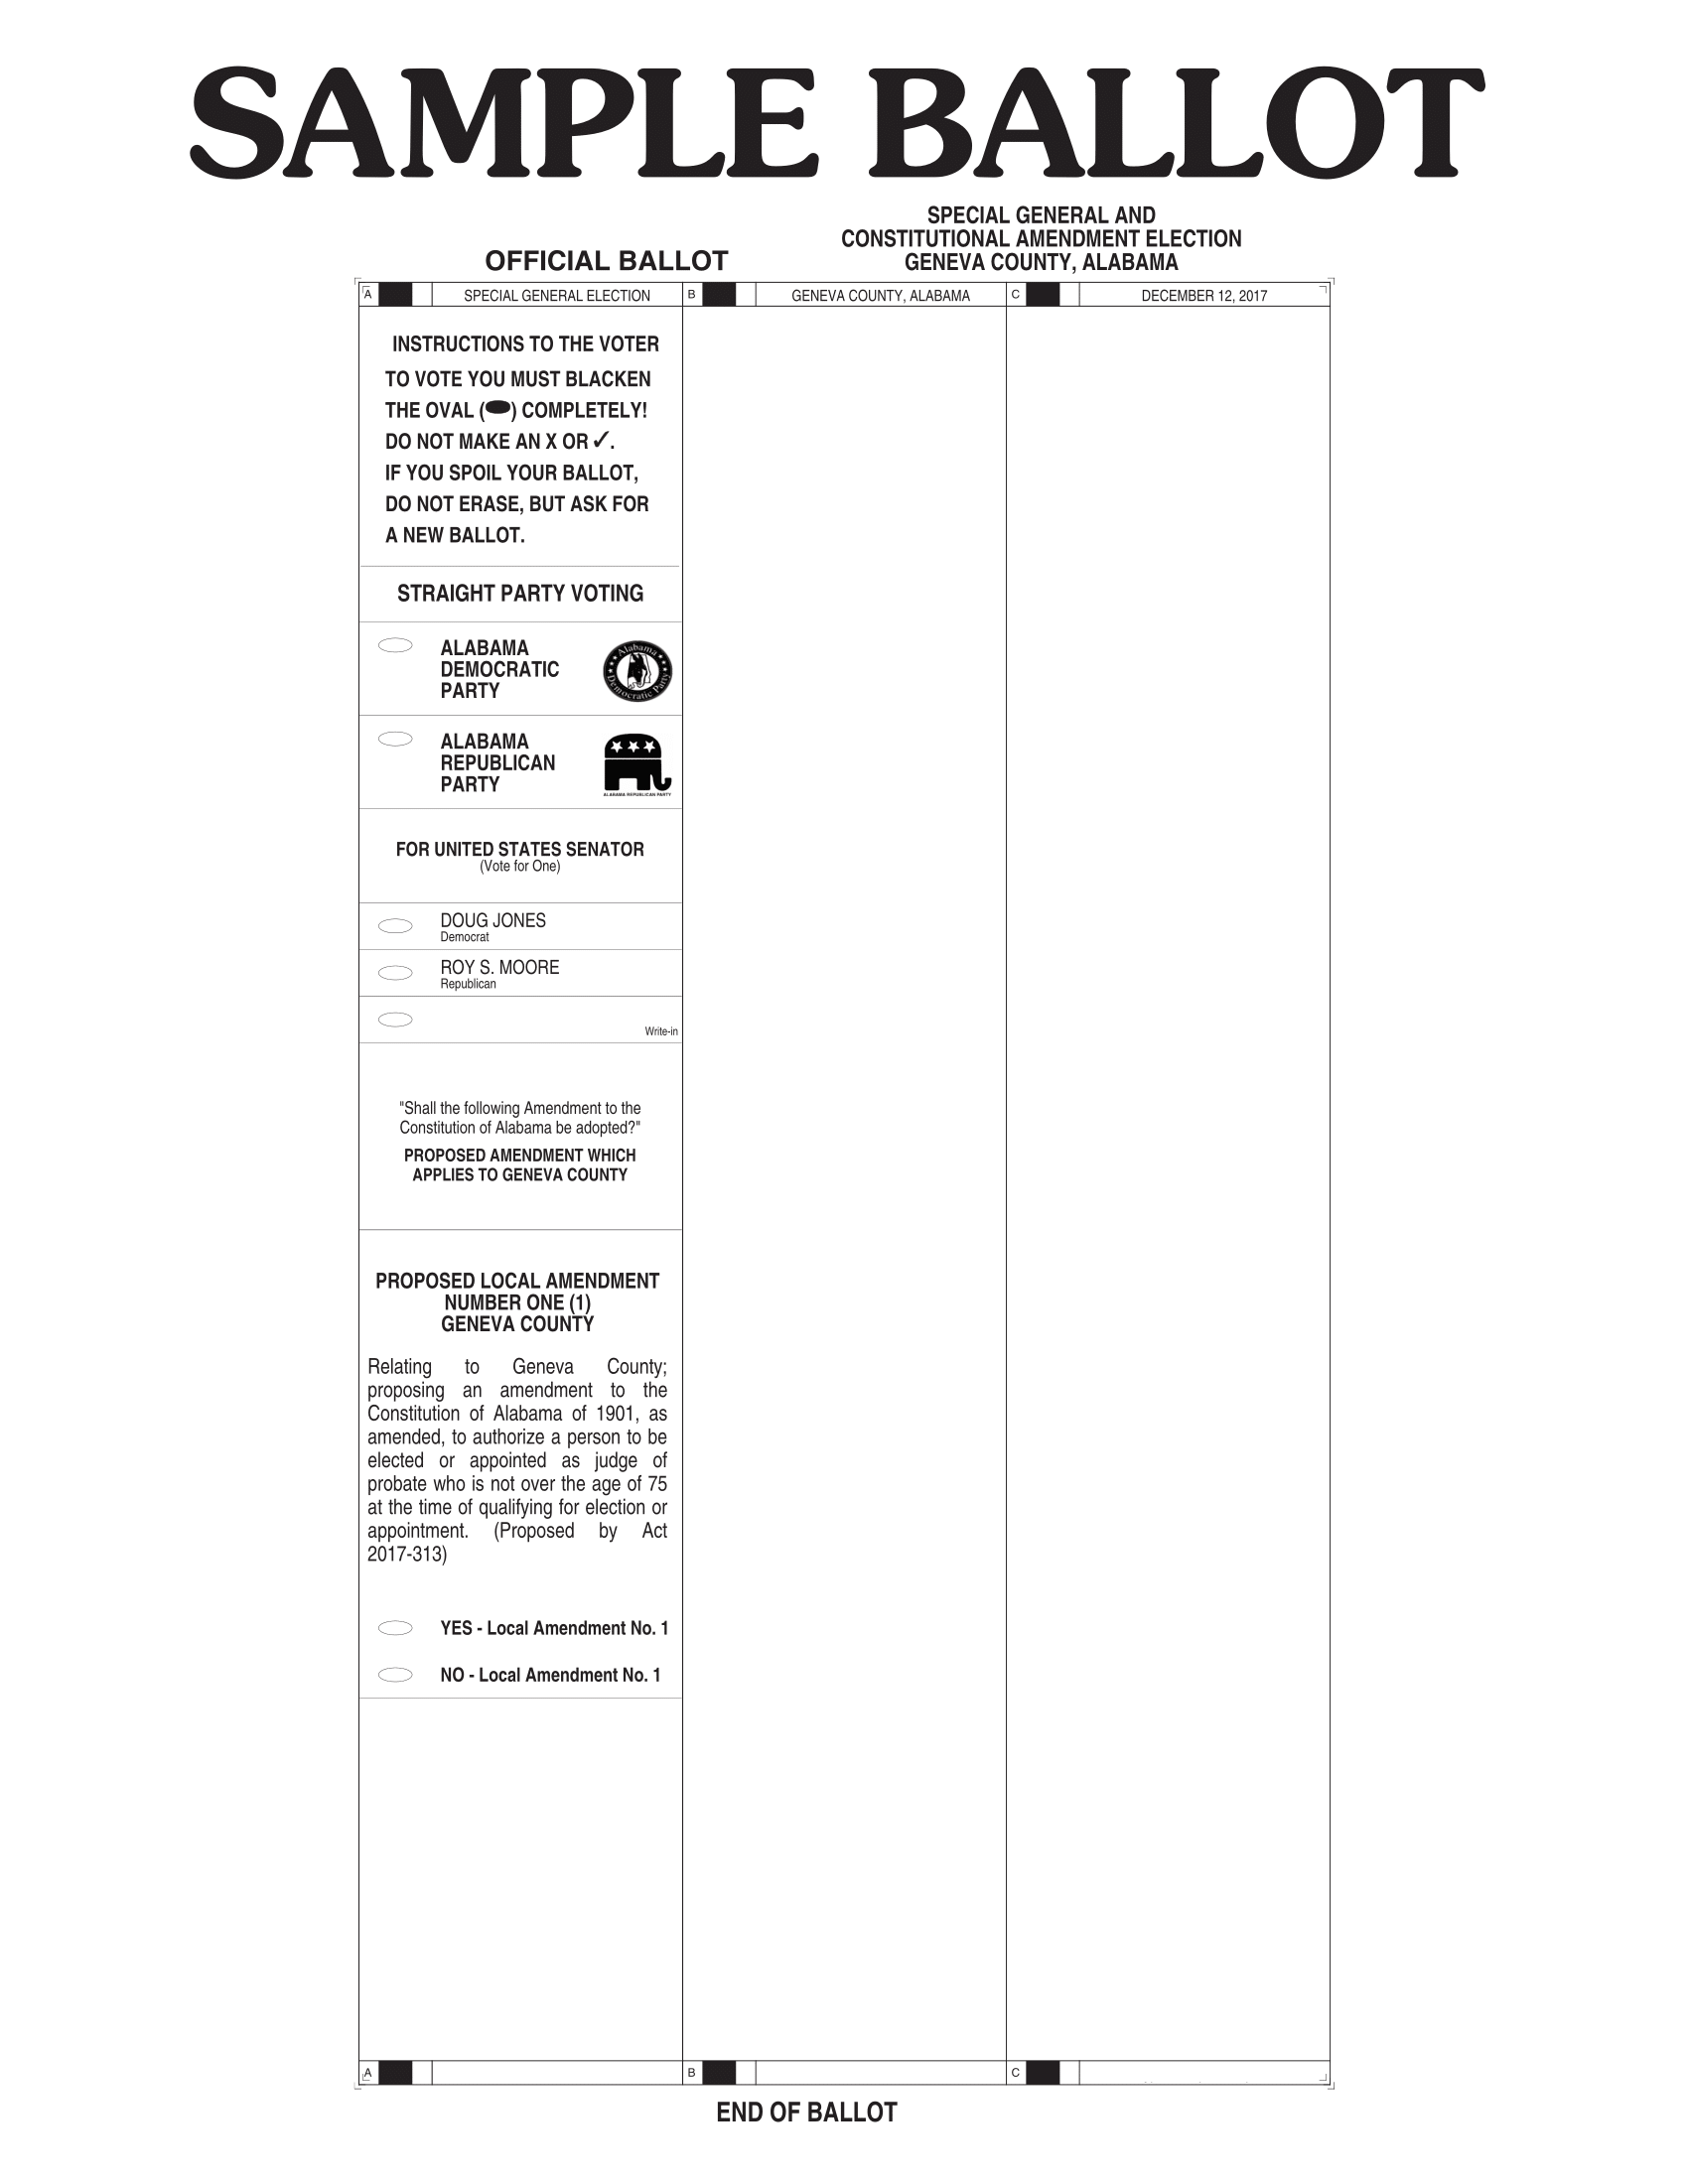 SAMPLE BALLOT
OFFICIAL BALLOT
SPECIAL GENERAL AND
CONSTITUTIONAL AMENDMENT ELECTION
GENEVA COUNTY, ALABAMA
A SPECIAL GENERAL ELECTION B GENEVA COUNTY, ALABAMA C DECEMBER 12, 2017
INSTRUCTIONS TO THE VOTER
TO VOTE YOU MUST BLACKEN
THE OVAL ( ) COMPLETELY!
DO NOT MAKE AN X OR ✓.
IF YOU SPOIL YOUR BALLOT,
DO NOT ERASE, BUT ASK FOR
A NEW BALLOT.
STRAIGHT PARTY VOTING
ALABAMA
DEMOCRATIC
PARTY
Alabama
Democratic Party
ALABAMA
REPUBLICAN
PARTY
ALABAMA REPUBLICAN PARTY
FOR UNITED STATES SENATOR
(Vote for One)
DOUG JONES
Democrat
ROY S. MOORE
Republican
Write-in
"Shall the following Amendment to the
Constitution of Alabama be adopted?"
PROPOSED AMENDMENT WHICH
APPLIES TO GENEVA COUNTY
PROPOSED LOCAL AMENDMENT
NUMBER ONE (1)
GENEVA COUNTY
Relating to Geneva County;
proposing an amendment to the
Constitution of Alabama of 1901, as
amended, to authorize a person to be
elected or appointed as judge of
probate who is not over the age of 75
at the time of qualifying for election or
appointment. (Proposed by Act
2017-313)
YES - Local Amendment No. 1
NO - Local Amendment No. 1
A B C
END OF BALLOT